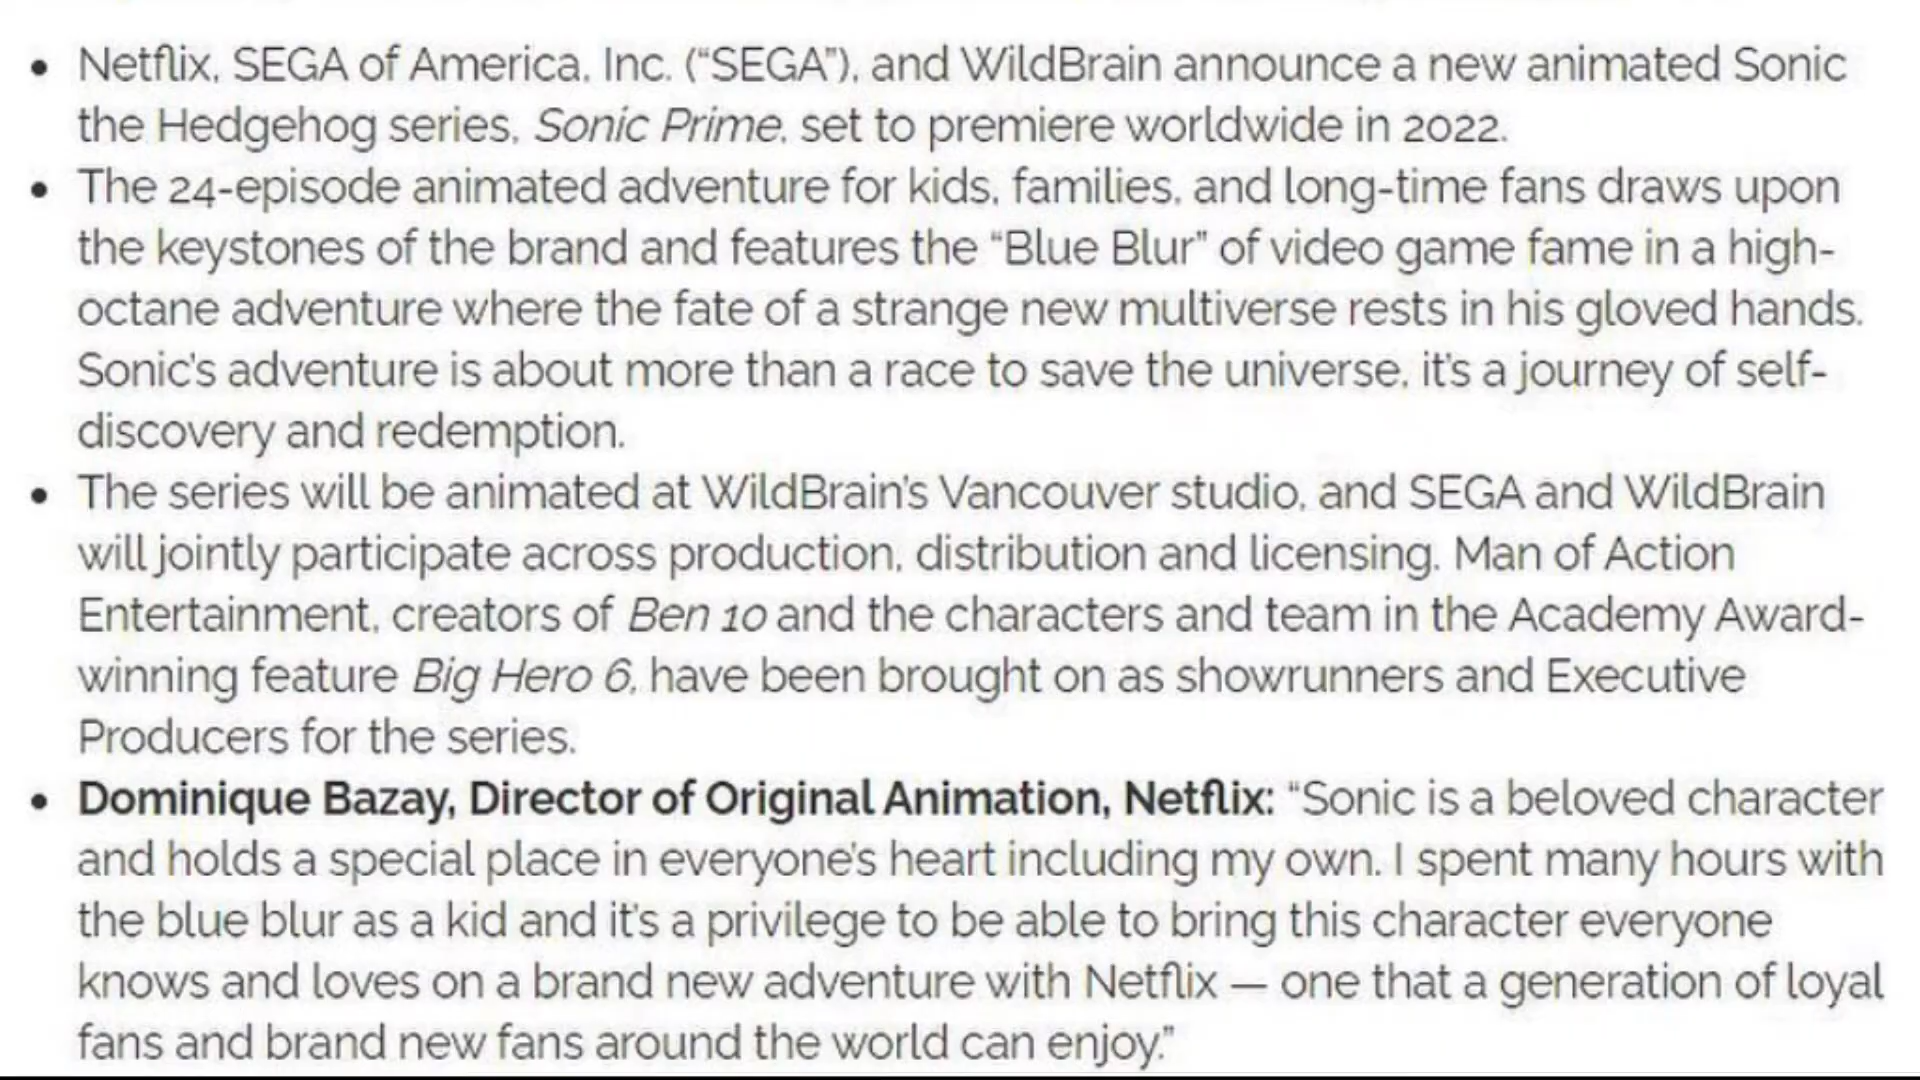 • Netflix, SEGA of America, Inc. (“SEGA”), and WildBrain announce a new animated Sonic
the Hedgehog series, Sonic Prime, set to premiere worldwide in 2022.
• The 24-episode animated adventure for kids, families, and long-time fans draws upon
the keystones of the brand and features the “Blue Blur” of video game fame in a high-
octane adventure where the fate of a strange new multiverse rests in his gloved hands.
Sonic’s adventure is about more than a race to save the universe, it’s a journey of self-
discovery and redemption.
• The series will be animated at WildBrain’s Vancouver studio, and SEGA and WildBrain
will jointly participate across production, distribution and licensing. Man of Action
Entertainment, creators of Ben 10 and the characters and team in the Academy Award-
winning feature Big Hero 6, have been brought on as showrunners and Executive
Producers for the series.
• Dominique Bazay, Director of Original Animation, Netflix: “Sonic is a beloved character
and holds a special place in everyone’s heart including my own. I spent many hours with
the blue blur as a kid and it’s a privilege to be able to bring this character everyone
knows and loves on a brand new adventure with Netflix — one that a generation of loyal
fans and brand new fans around the world can enjoy.”